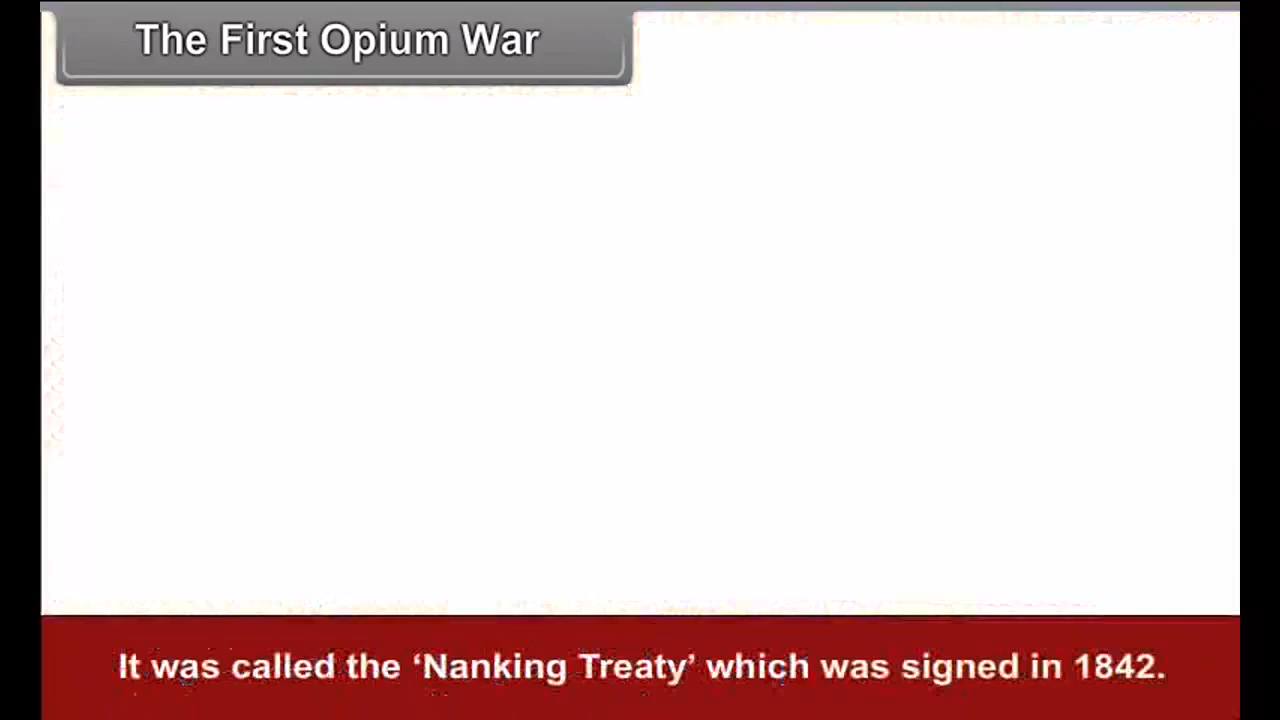 The First Opium War
It was called the ‘Nanking Treaty’ which was signed in 1842.